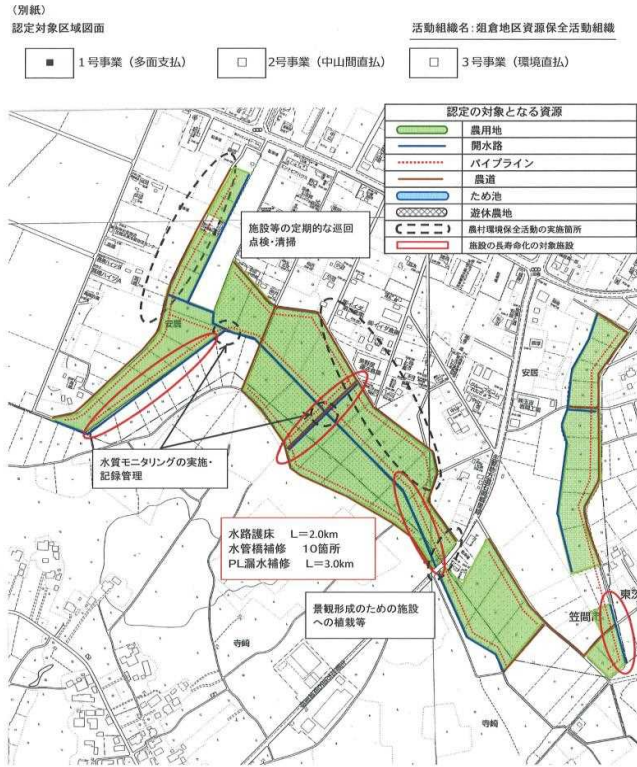 (別紙)
認定対象区域図面
活動組織名:俎倉地区資源保全活動組織
■ 1号事業(多面支払)
□ 2号事業(中山間直払)
□ 3号事業(環境直払)
認定の対象となる資源
農用地
開水路
パイプライン
農道
ため池
遊休農地
農村環境保全活動の実施箇所
施設の長寿命化の対象施設
施設等の定期的な巡回
点検・清掃
安居
安居
水質モニタリングの実施・
記録管理
水路護床 L=2.0km
水管橋補修 10箇所
PL漏水補修 L=3.0km
景観形成のための施設
への植栽等
寺崎
笠間市
東茨
寺崎